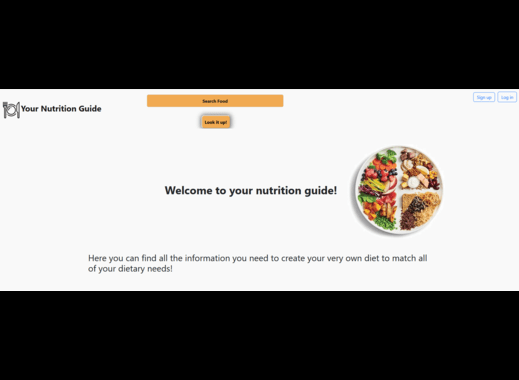 Your Nutrition Guide
Search Food
Look it up!
Sign up
Log in
Welcome to your nutrition guide!
Here you can find all the information you need to create your very own diet to match all
of your dietary needs!